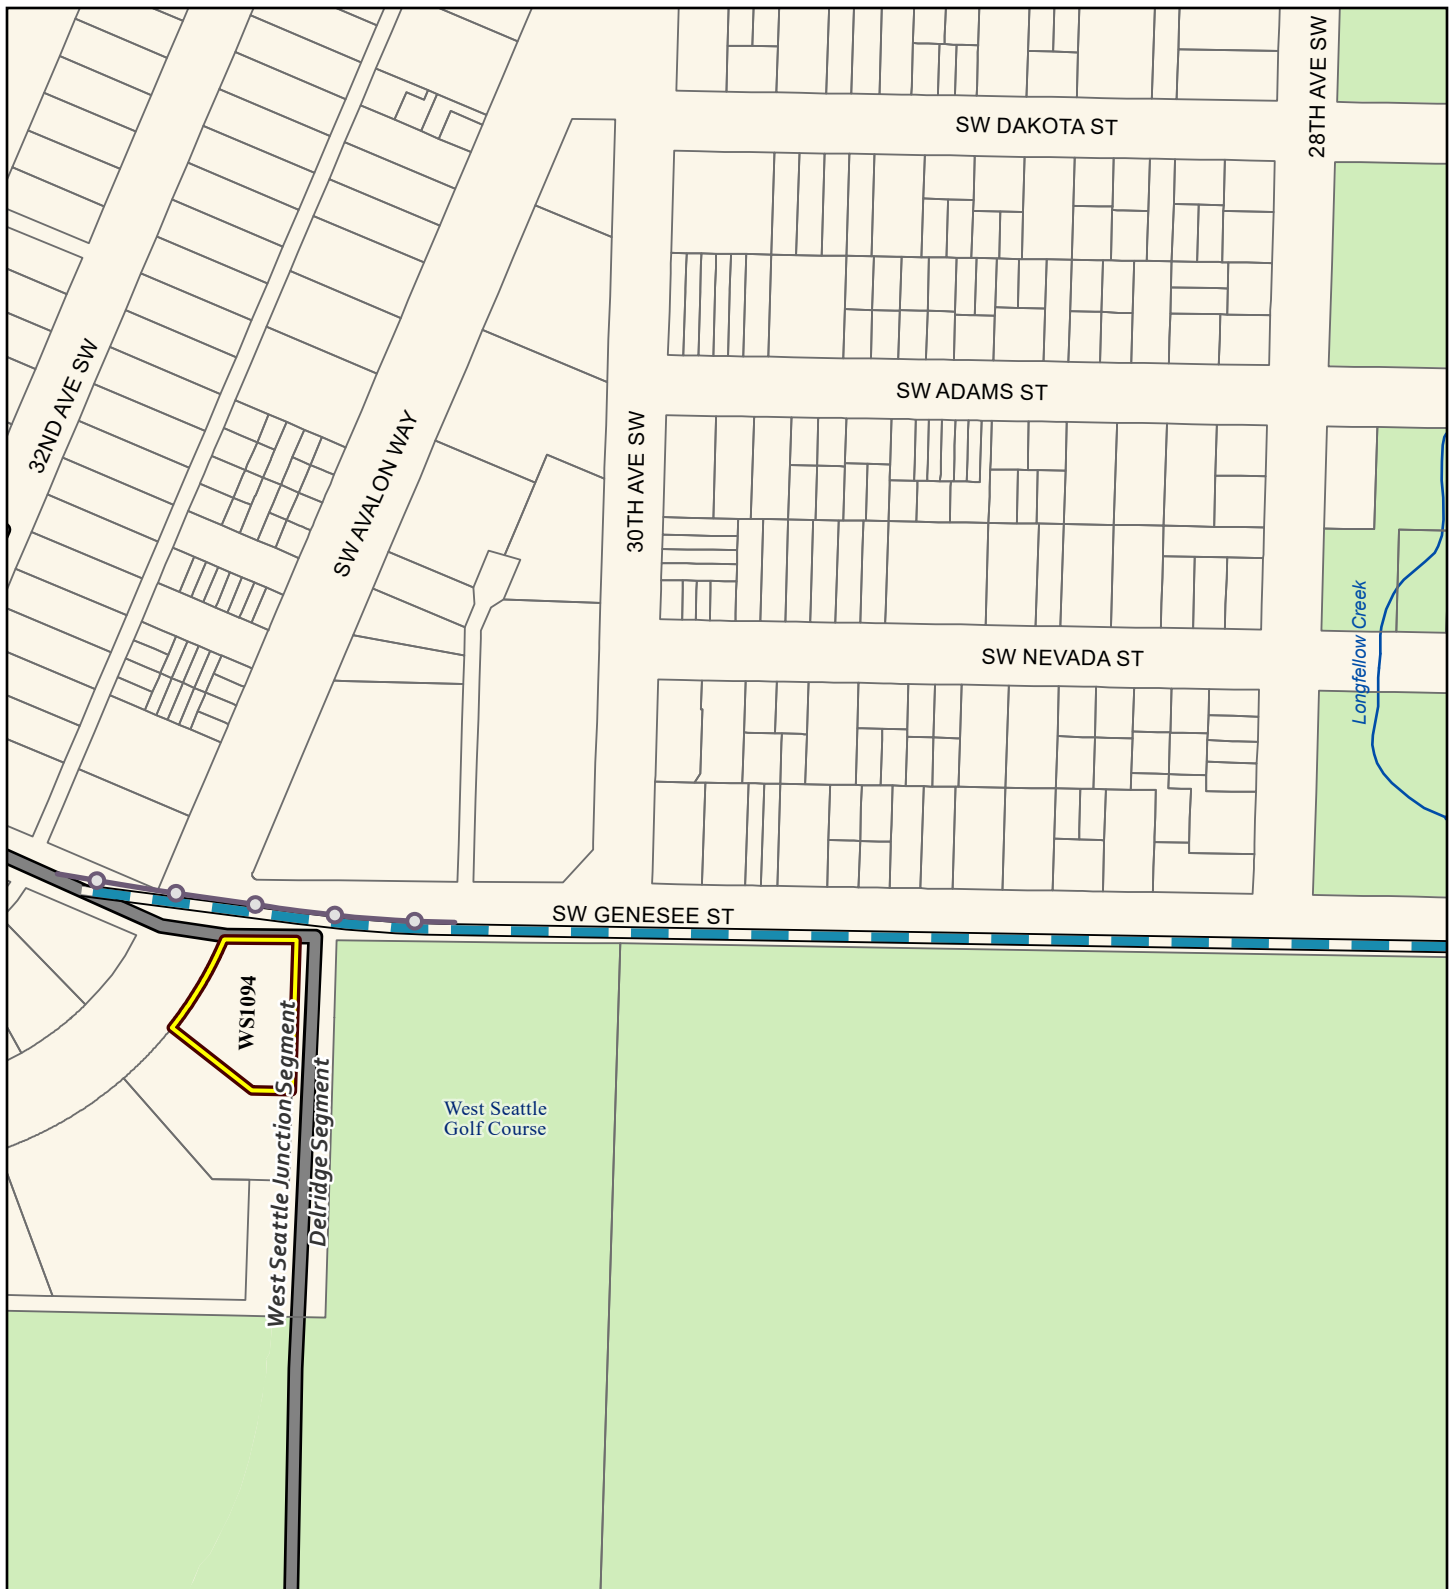 28TH AVE SW
SW DAKOTA ST
32ND AVE SW
SW ADAMS ST
SW AVALON WAY
30TH AVE SW
SW NEVADA ST
Longfellow Creek
SW GENESEE ST
WS1094
West Seattle Junction Segment
Delridge Segment
West Seattle
Golf Course